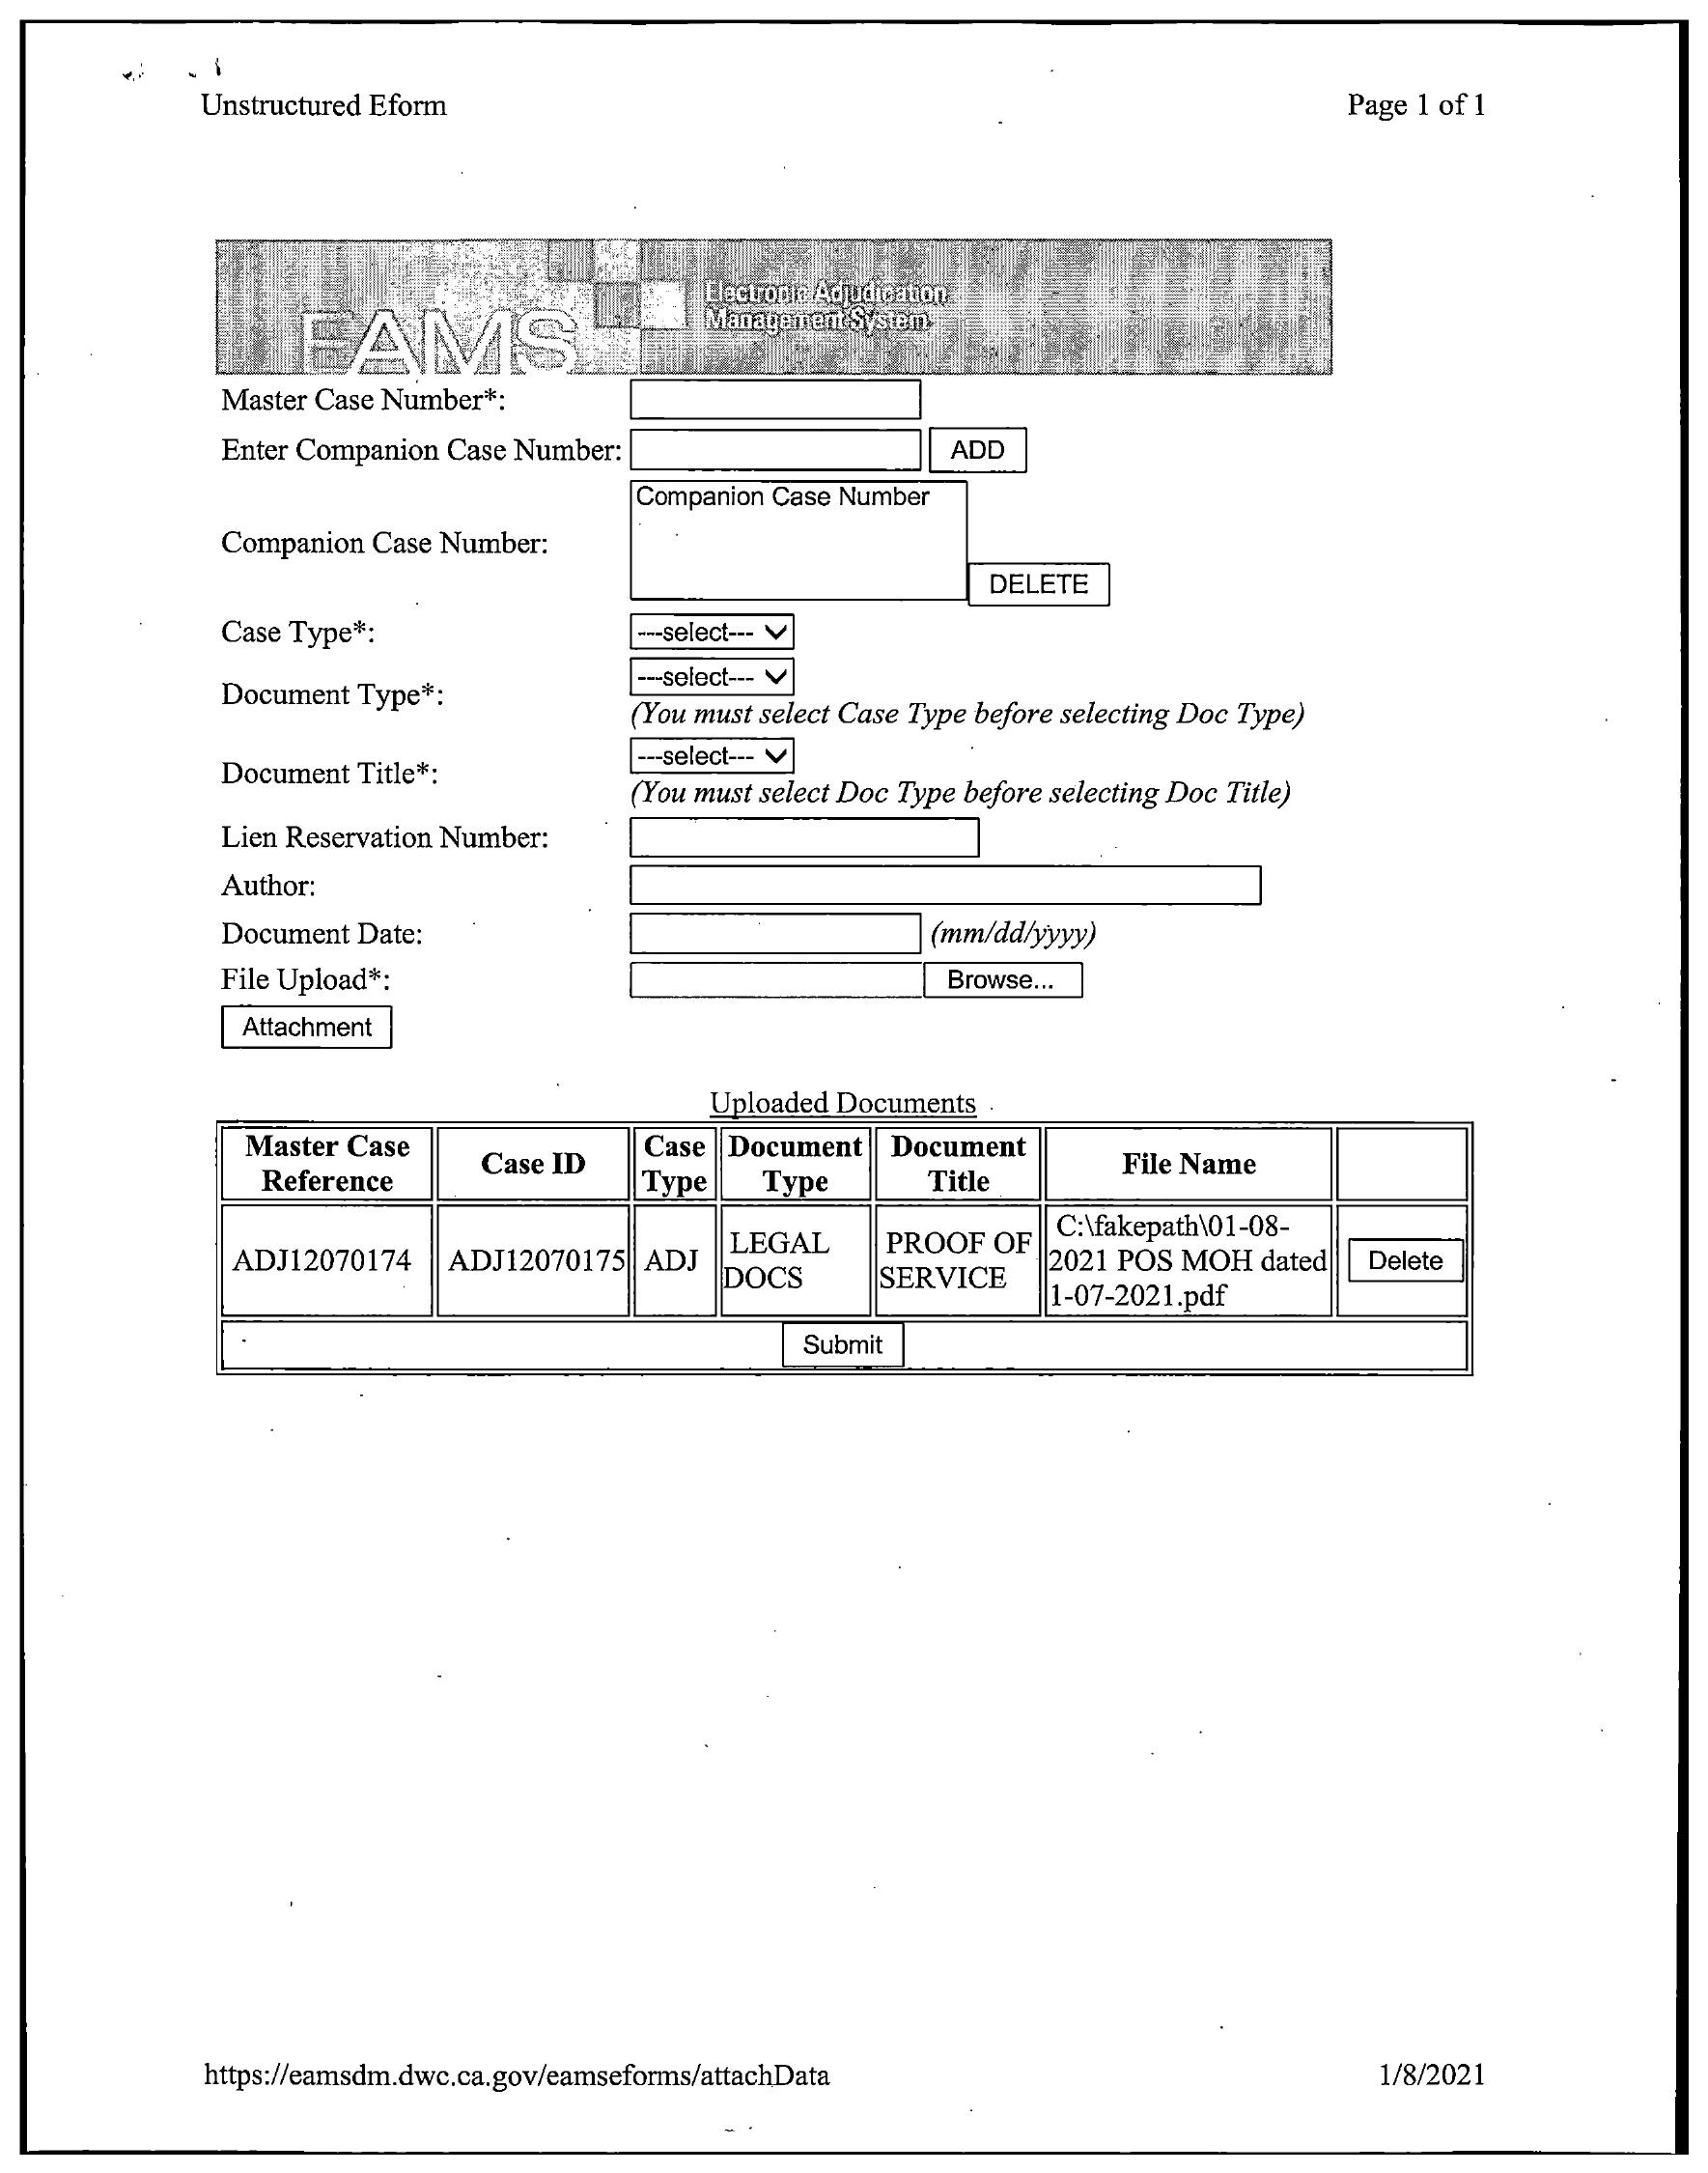 Unstructured Eform
Page 1 of 1
EAMS
Electronic Adjudication
Management System
Master Case Number*:
Enter Companion Case Number:
ADD
Companion Case Number
Companion Case Number:
DELETE
Case Type*:
---select---
Document Type*:
---select---
(You must select Case Type before selecting Doc Type)
Document Title*:
---select---
(You must select Doc Type before selecting Doc Title)
Lien Reservation Number:
Author:
Document Date:
(mm/dd/yyyy)
File Upload*:
Browse...
Attachment
Uploaded Documents
Master Case
Reference
Case ID
Case
Type
Document
Type
Document
Title
File Name
ADJ12070174
ADJ12070175
ADJ
LEGAL
DOCS
PROOF OF
SERVICE
C:\fakepath\01-08-
2021 POS MOH dated
1-07-2021.pdf
Delete
Submit
https://eamsdm.dwc.ca.gov/eamseforms/attachData
1/8/2021